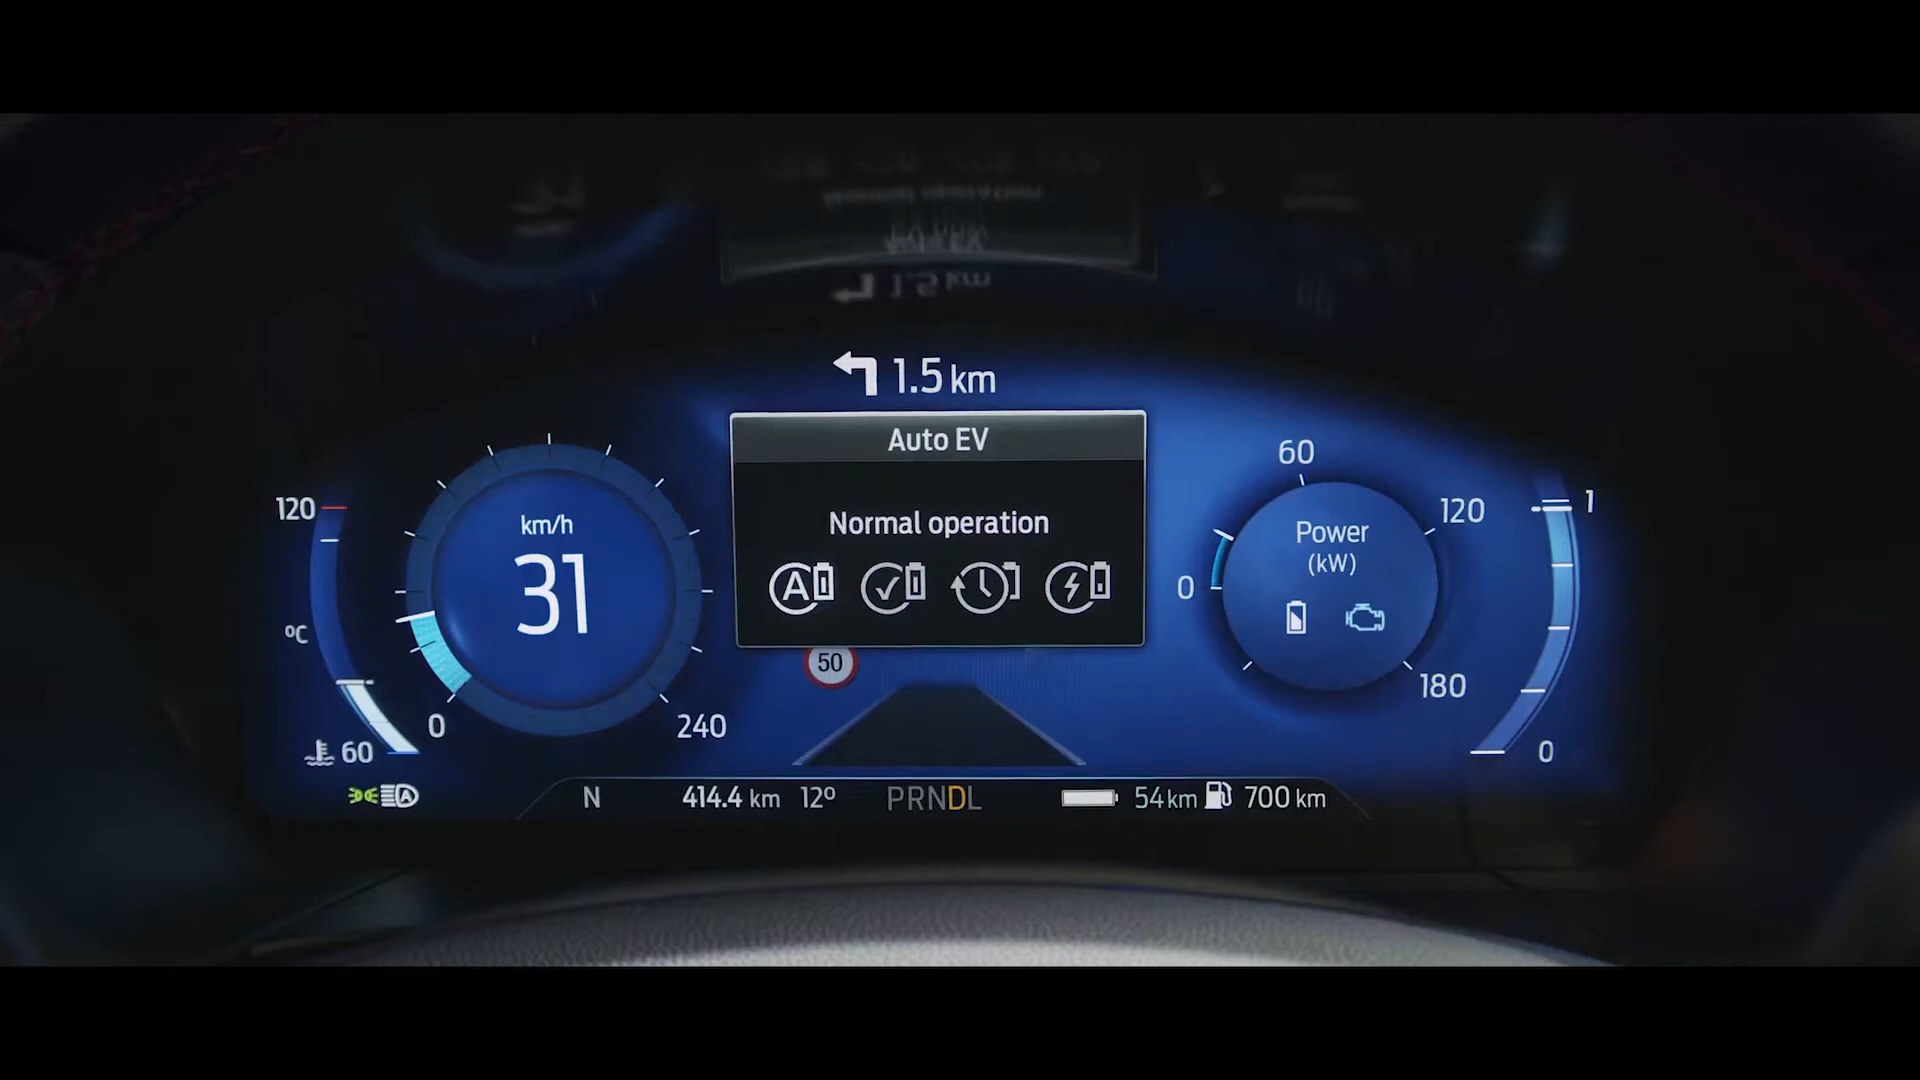 1.5 km
Auto EV
Normal operation
A
km/h
31
0
240
120
°C
60
50
Power
(kW)
0
60
120
180
1
0
A
N 414.4 km 12° PRNDL 54 km 700 km